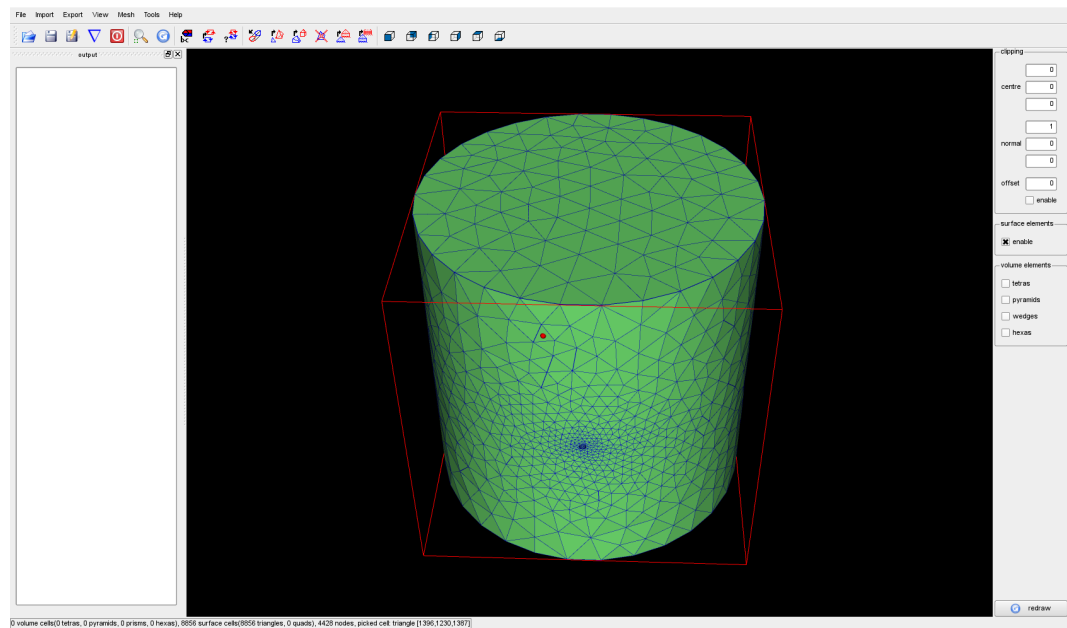 File Import Export View Mesh Tools Help
bc
output
clipping
0
centre 0
0
1
normal 0
0
offset 0
enable
surface elements
enable
volume elements
tetras
pyramids
wedges
hexas
redraw
0 volume cells(0 tetras, 0 pyramids, 0 prisms, 0 hexas), 8856 surface cells(8856 triangles, 0 quads), 4428 nodes, picked cell: triangle [1396,1230,1387]